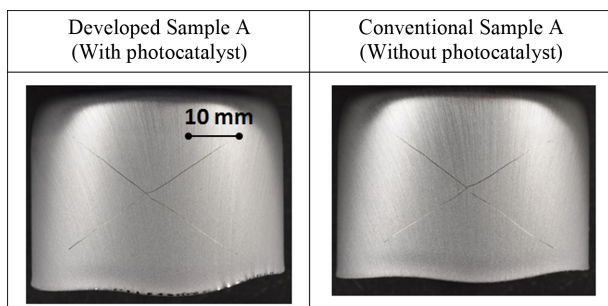 Developed Sample A
(With photocatalyst)
Conventional Sample A
(Without photocatalyst)
10 mm